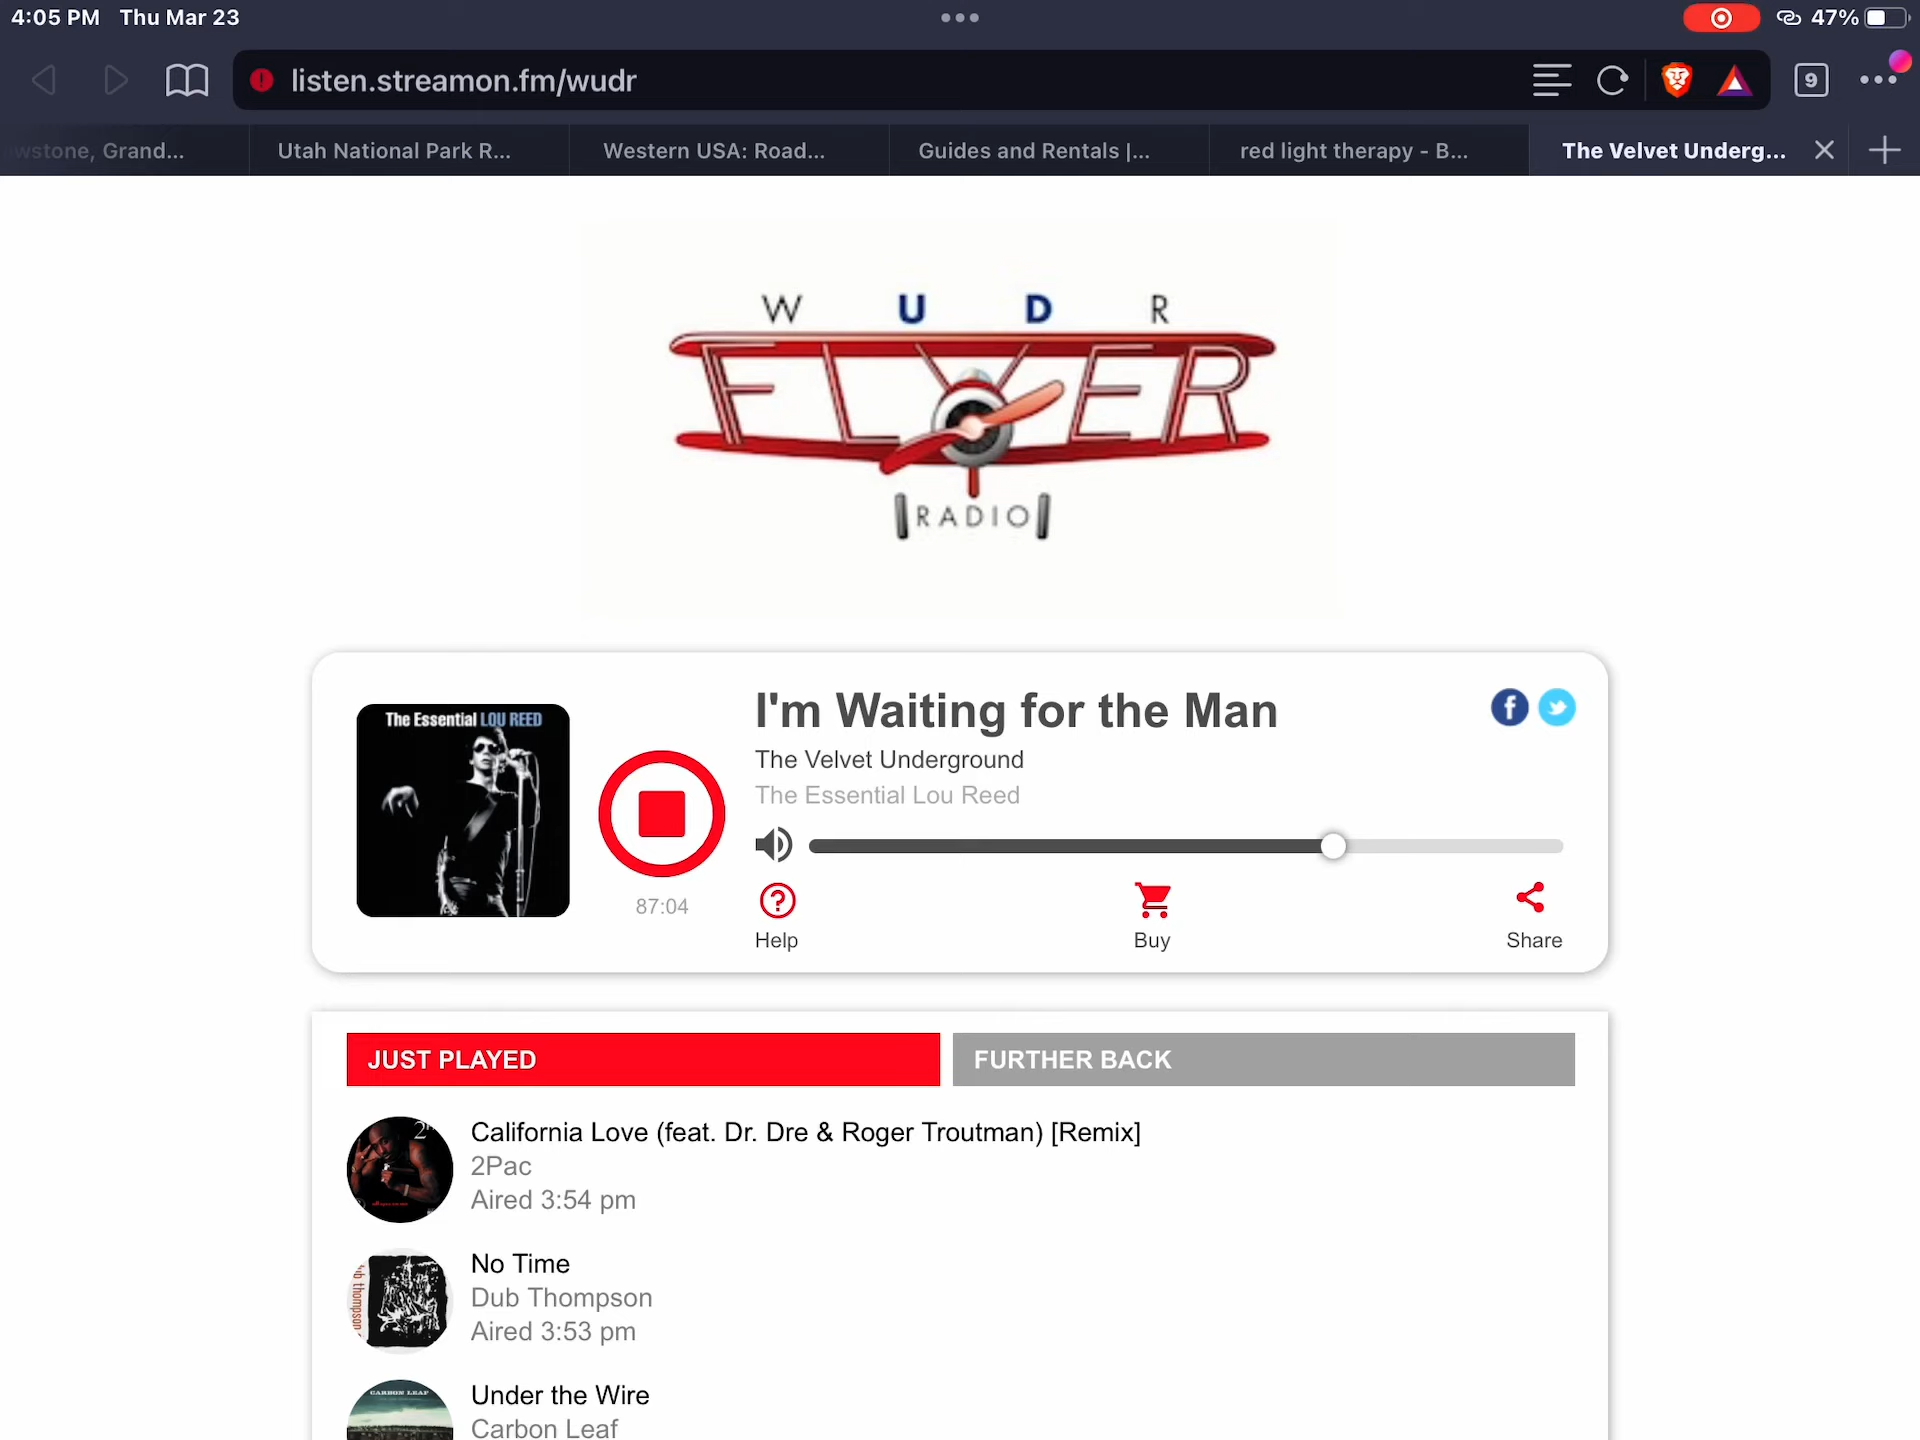 4:05 PM Thu Mar 23
47%
listen.streamon.fm/wudr
9
wstone, Grand...
Utah National Park R...
Western USA: Road...
Guides and Rentals |...
red light therapy - B...
The Velvet Underg...
W U D R
FLYER
RADIO
The Essential LOU REED
I'm Waiting for the Man
The Velvet Underground
The Essential Lou Reed
87:04
Help
Buy
Share
JUST PLAYED
FURTHER BACK
California Love (feat. Dr. Dre & Roger Troutman) [Remix]
2Pac
Aired 3:54 pm
No Time
Dub Thompson
Aired 3:53 pm
CARBON LEAF
Under the Wire
Carbon Leaf